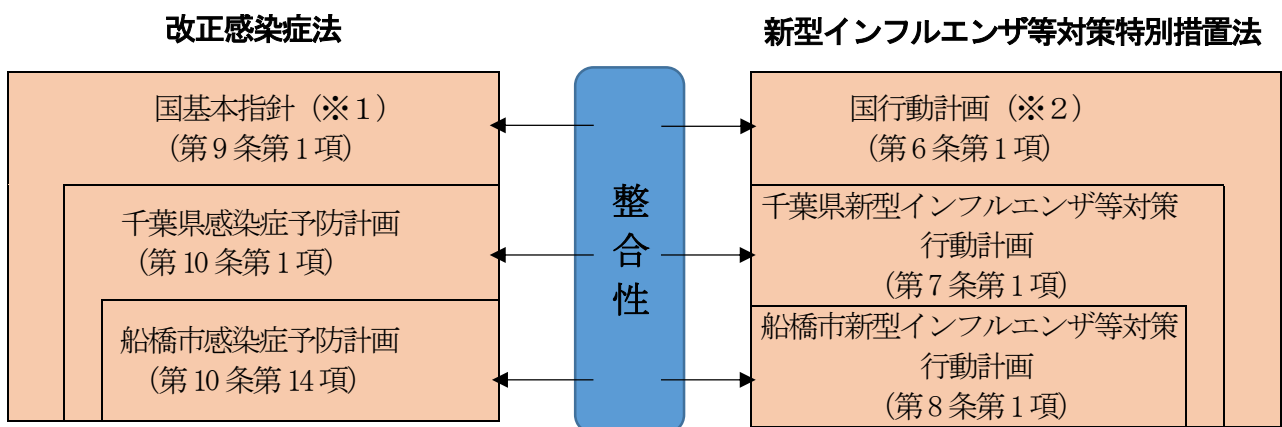 改正感染症法
新型インフルエンザ等対策特別措置法
国基本指針（※１）
（第９条第１項）
千葉県感染症予防計画
（第 10 条第１項）
船橋市感染症予防計画
（第 10 条第 14 項）
整
合
性
国行動計画（※２）
（第６条第１項）
千葉県新型インフルエンザ等対策
行動計画
（第７条第１項）
船橋市新型インフルエンザ等対策
行動計画
（第８条第１項）